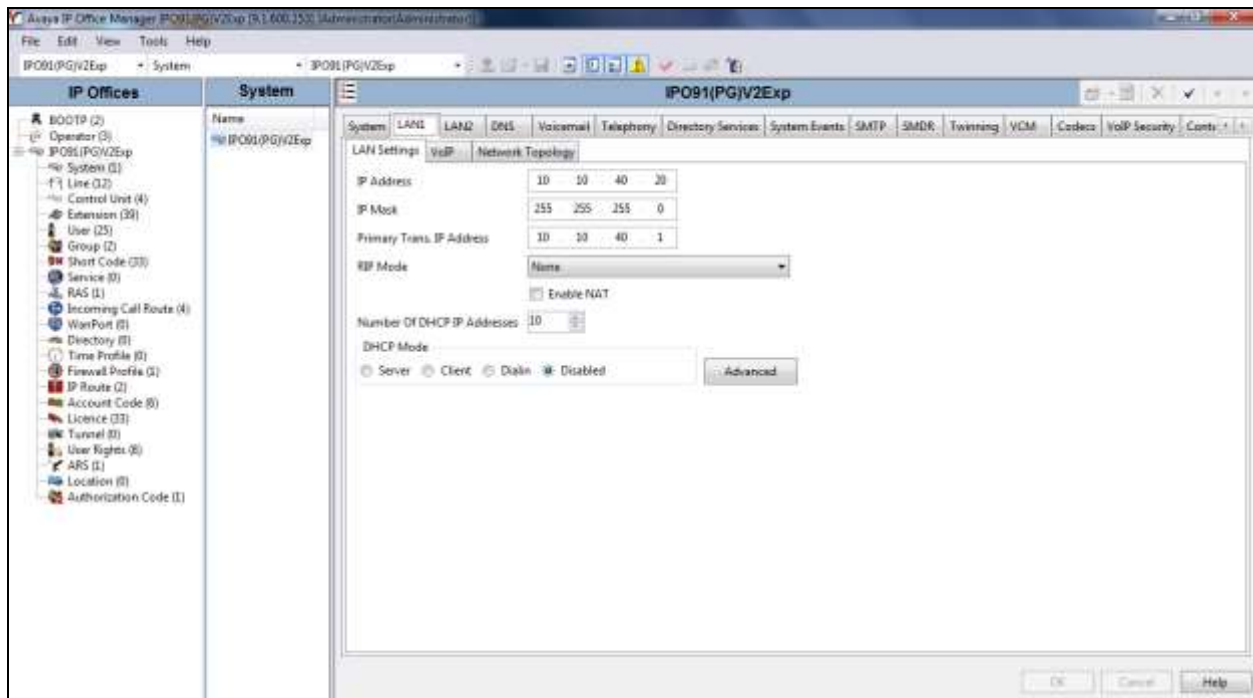 Avaya IP Office Manager IPO91(PG)V2Exp [9.1.600.153] [Administrator(Administrator)]
File Edit View Tools Help
IPO91(PG)V2Exp System IPO91(PG)V2Exp
IP Offices
BOOTP (2)
Operator (3)
IPO91(PG)V2Exp
System (1)
Line (12)
Control Unit (4)
Extension (39)
User (25)
Group (2)
Short Code (33)
Service (0)
RAS (1)
Incoming Call Route (4)
WanPort (0)
Directory (0)
Time Profile (0)
Firewall Profile (1)
IP Route (2)
Account Code (6)
Licence (33)
Tunnel (0)
User Rights (8)
ARS (1)
Location (0)
Authorization Code (1)
System
Name
IPO91(PG)V2Exp
IPO91(PG)V2Exp
System LAN1 LAN2 DNS Voicemail Telephony Directory Services System Events SMTP SMDR Twinning VCM Codecs VoIP Security
LAN Settings VoIP Network Topology
IP Address 10 10 40 20
IP Mask 255 255 255 0
Primary Trans. IP Address 10 10 40 1
RIP Mode None
Enable NAT
Number Of DHCP IP Addresses 10
DHCP Mode
Server Client Dialin Disabled Advanced
OK Cancel Help